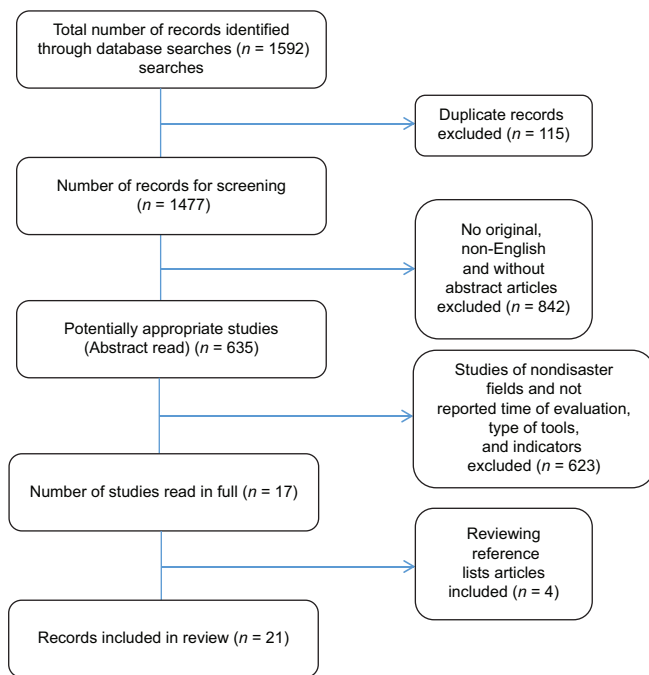 Total number of records identified
through database searches (n = 1592)
searches
Duplicate records
excluded (n = 115)
Number of records for screening
(n = 1477)
No original,
non-English
and without
abstract articles
excluded (n = 842)
Potentially appropriate studies
(Abstract read) (n = 635)
Studies of nondisaster
fields and not
reported time of evaluation,
type of tools,
and indicators
excluded (n = 623)
Number of studies read in full (n = 17)
Reviewing
reference
lists articles
included (n = 4)
Records included in review (n = 21)